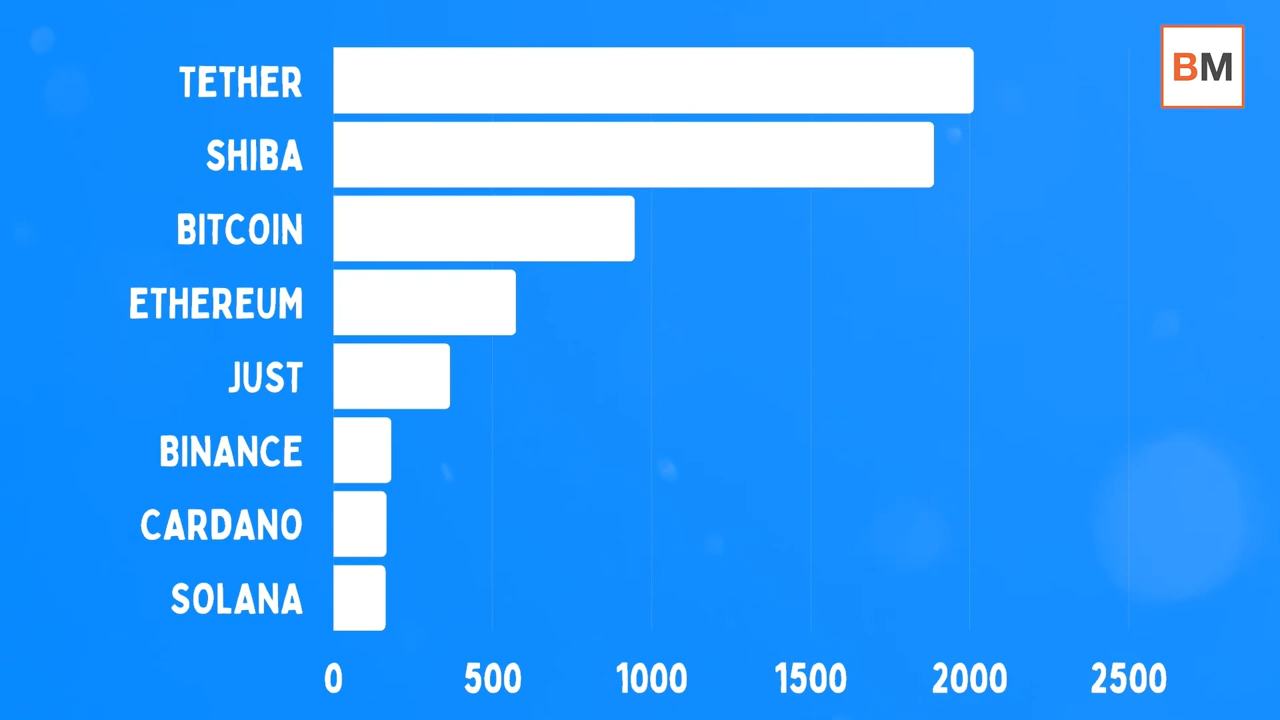 TETHER
SHIBA
BITCOIN
ETHEREUM
JUST
BINANCE
CARDANO
SOLANA
0 500 1000 1500 2000 2500
BM